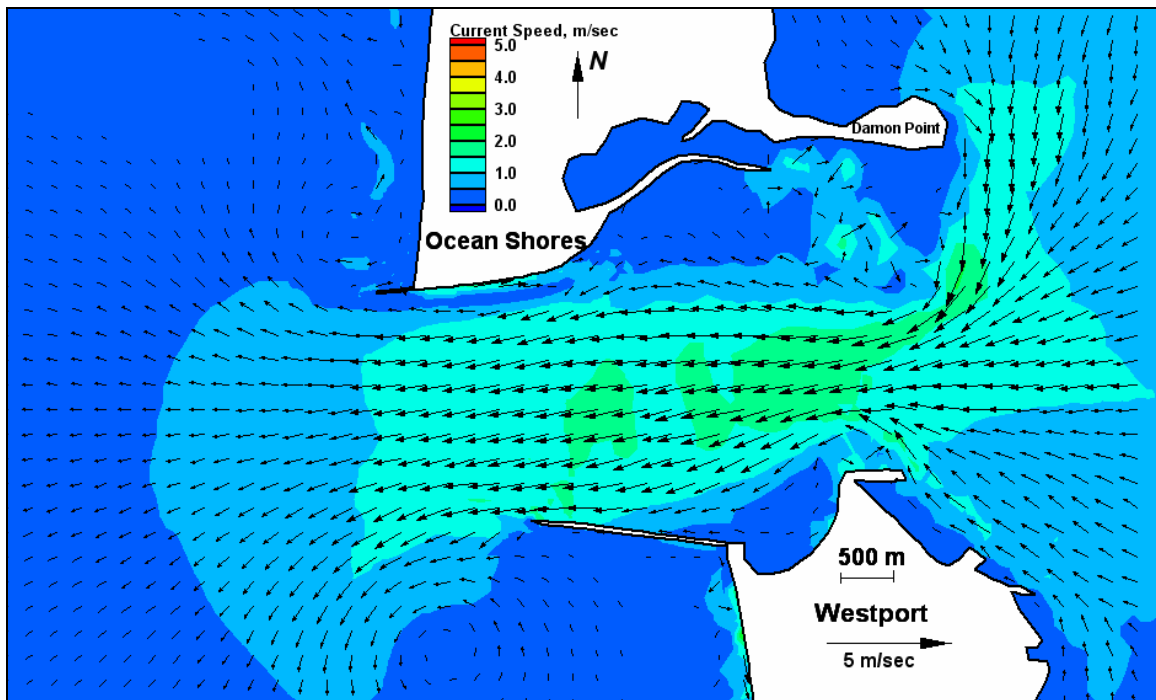 Current Speed, m/sec
5.0
4.0
3.0
2.0
1.0
0.0
N
Damon Point
Ocean Shores
500 m
Westport
5 m/sec